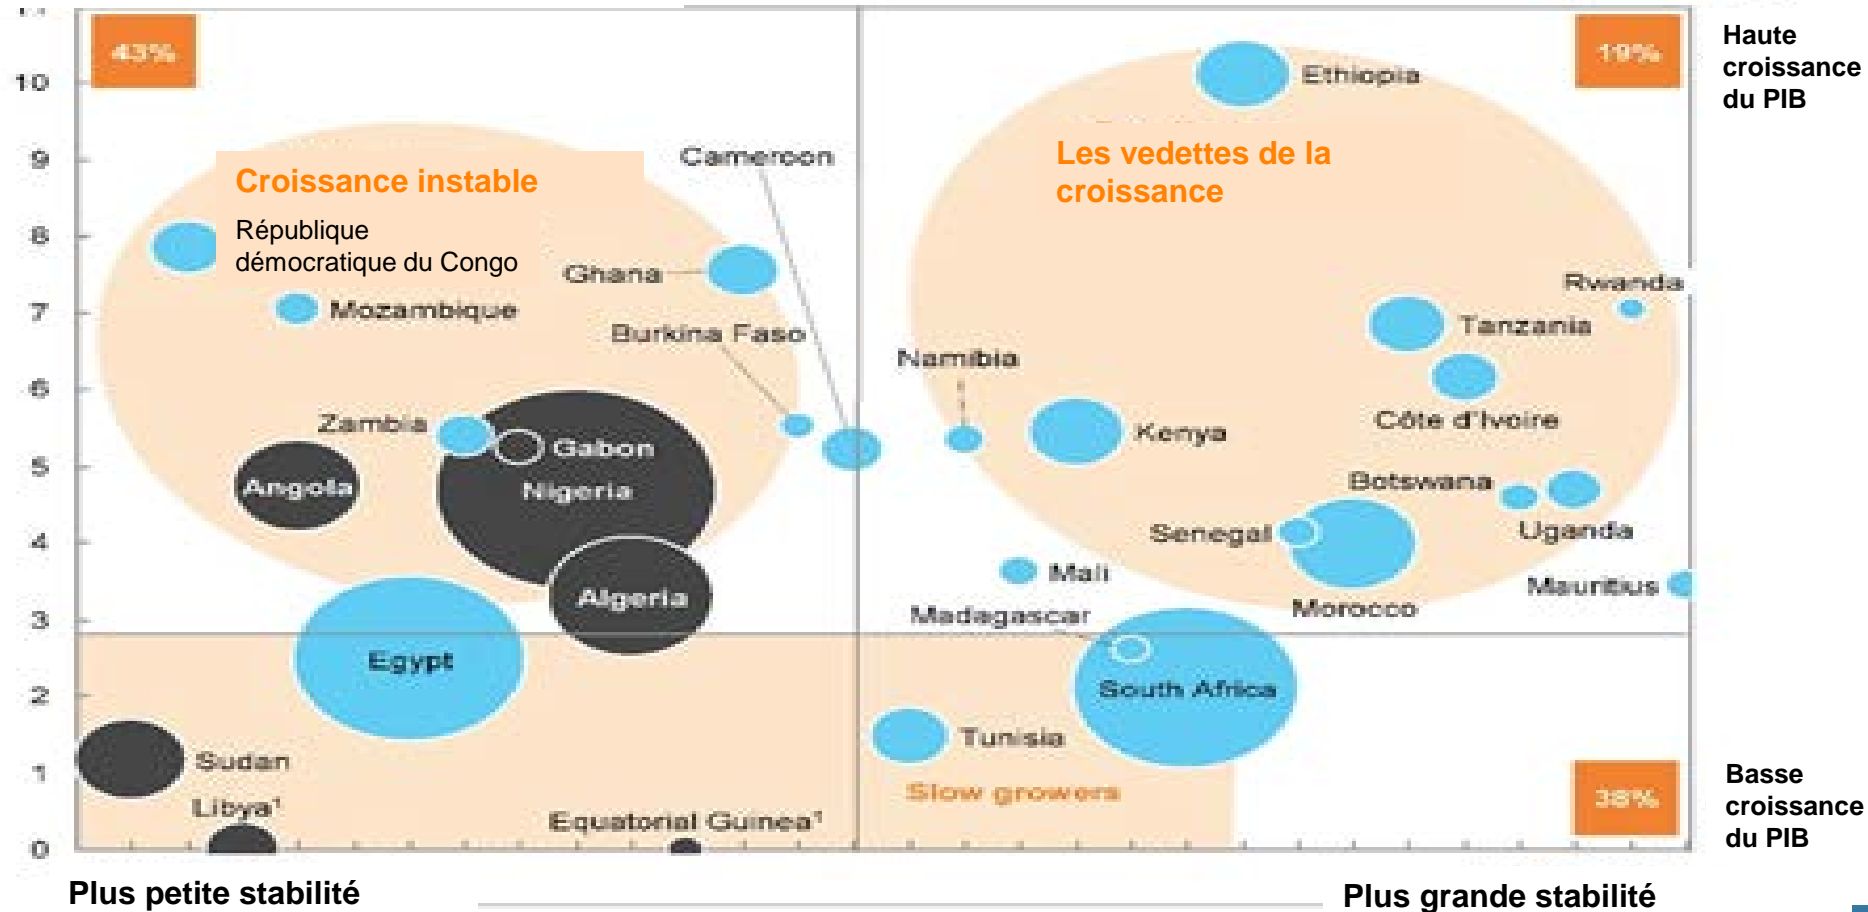 11
43%
19%
Haute
croissance
du PIB
10
Ethiopia
9
Cameroon
Les vedettes de la
croissance
Croissance instable
8
République
démocratique du Congo
Ghana
Rwanda
7
Mozambique
Tanzania
Burkina Faso
Namibia
6
Zambia
Côte d'Ivoire
Kenya
Gabon
5
Angola
Nigeria
Botswana
Senegal
Uganda
4
Mali
Mauritius
Algeria
Morocco
Madagascar
3
Egypt
South Africa
2
Tunisia
Sudan
1
Slow growers
38%
Basse
croissance
du PIB
Libya¹
Equatorial Guinea¹
0
Plus petite stabilité
Plus grande stabilité